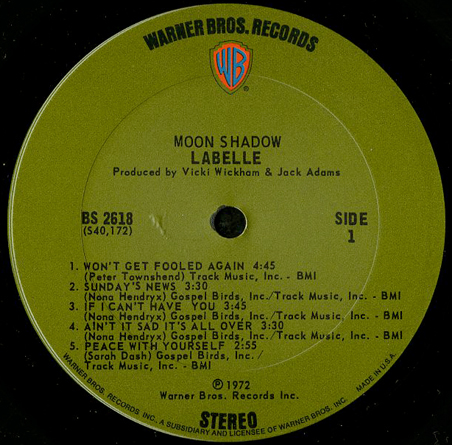 WARNER BROS. RECORDS
WB
®
MOON SHADOW
LABELLE
Produced by Vicki Wickham & Jack Adams
BS 2618
(S40,172)
SIDE
1
1. WON'T GET FOOLED AGAIN 4:45
(Peter Townshend) Track Music, Inc. - BMI
2. SUNDAY'S NEWS 3:30
(Nona Hendryx) Gospel Birds, Inc./Track Music, Inc. - BMI
3. IF I CAN'T HAVE YOU 3:45
(Nona Hendryx) Gospel Birds, Inc./Track Music, Inc. - BMI
4. AIN'T IT SAD IT'S ALL OVER 3:30
(Nona Hendryx) Gospel Birds, Inc./Track Music, Inc. - BMI
5. PEACE WITH YOURSELF 2:55
(Sarah Dash) Gospel Birds, Inc./
Track Music, Inc. - BMI
℗ 1972
Warner Bros. Records Inc.
STEREO
WARNER BROS. RECORDS, INC. A SUBSIDIARY AND LICENSEE OF WARNER BROS. INC. MADE IN U.S.A.